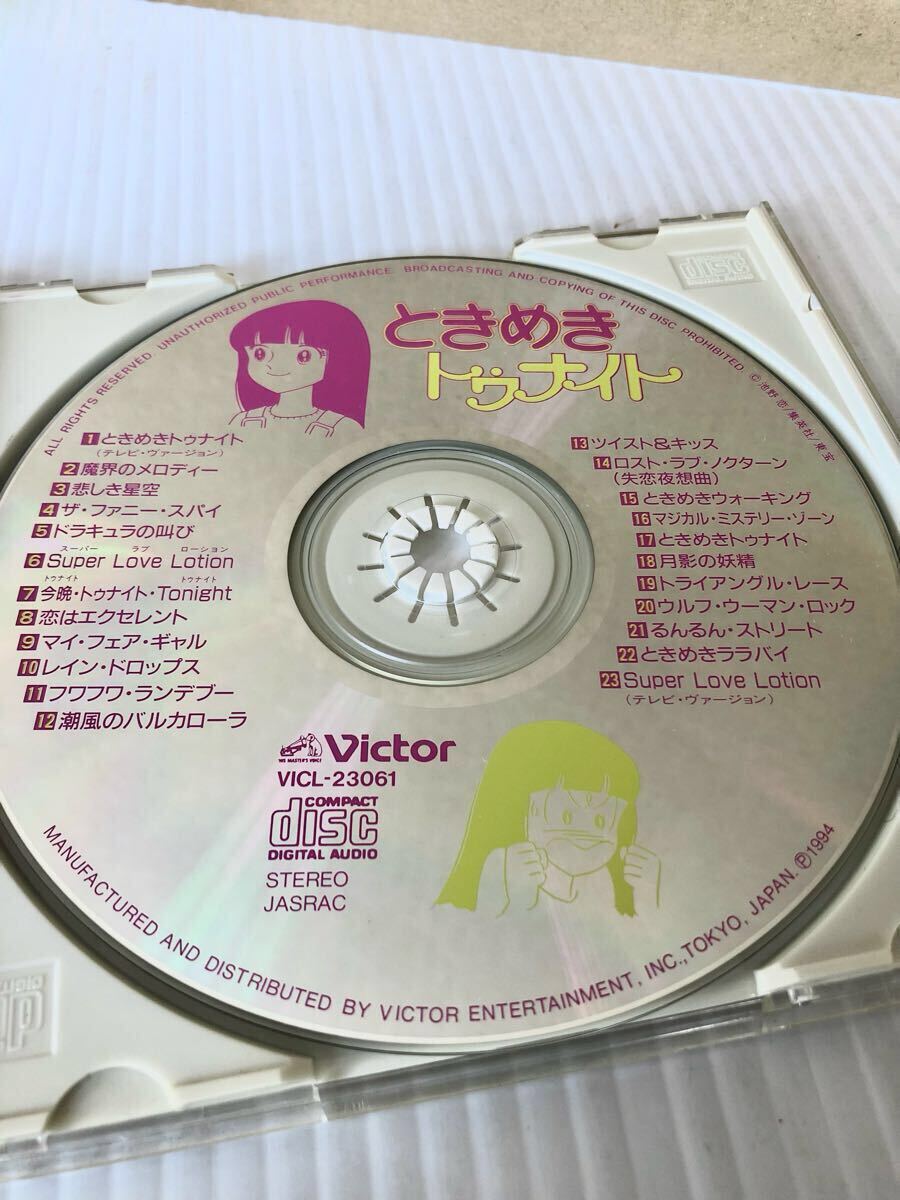 ALL RIGHTS RESERVED. UNAUTHORIZED PUBLIC PERFORMANCE. BROADCASTING AND COPYING OF THIS DISC PROHIBITED ©池野 恋/集英社/東宝
ときめき
トゥナイト
1 ときめきトゥナイト
(テレビ・ヴァージョン)
2 魔界のメロディー
3 悲しき星空
4 ザ・ファニー・スパイ
5 ドラキュラの叫び
スーパー ラブ ローション
6 Super Love Lotion
トゥナイト トゥナイト
7 今晩・トゥナイト・Tonight
8 恋はエクセレント
9 マイ・フェア・ギャル
10 レイン・ドロップス
11 フワフワ・ランデブー
12 潮風のバルカローラ
13 ツイスト&キッス
14 ロスト・ラブ・ノクターン
(失恋夜想曲)
15 ときめきウォーキング
16 マジカル・ミステリー・ゾーン
17 ときめきトゥナイト
18 月影の妖精
19 トライアングル・レース
20 ウルフ・ウーマン・ロック
21 るんるん・ストリート
22 ときめきララバイ
23 Super Love Lotion
(テレビ・ヴァージョン)
HIS MASTER'S VOICE
Victor
VICL-23061
COMPACT
disc
DIGITAL AUDIO
STEREO
JASRAC
MANUFACTURED AND DISTRIBUTED BY VICTOR ENTERTAINMENT, INC.,TOKYO, JAPAN. ℗1994
disc
DIGITAL AUDIO